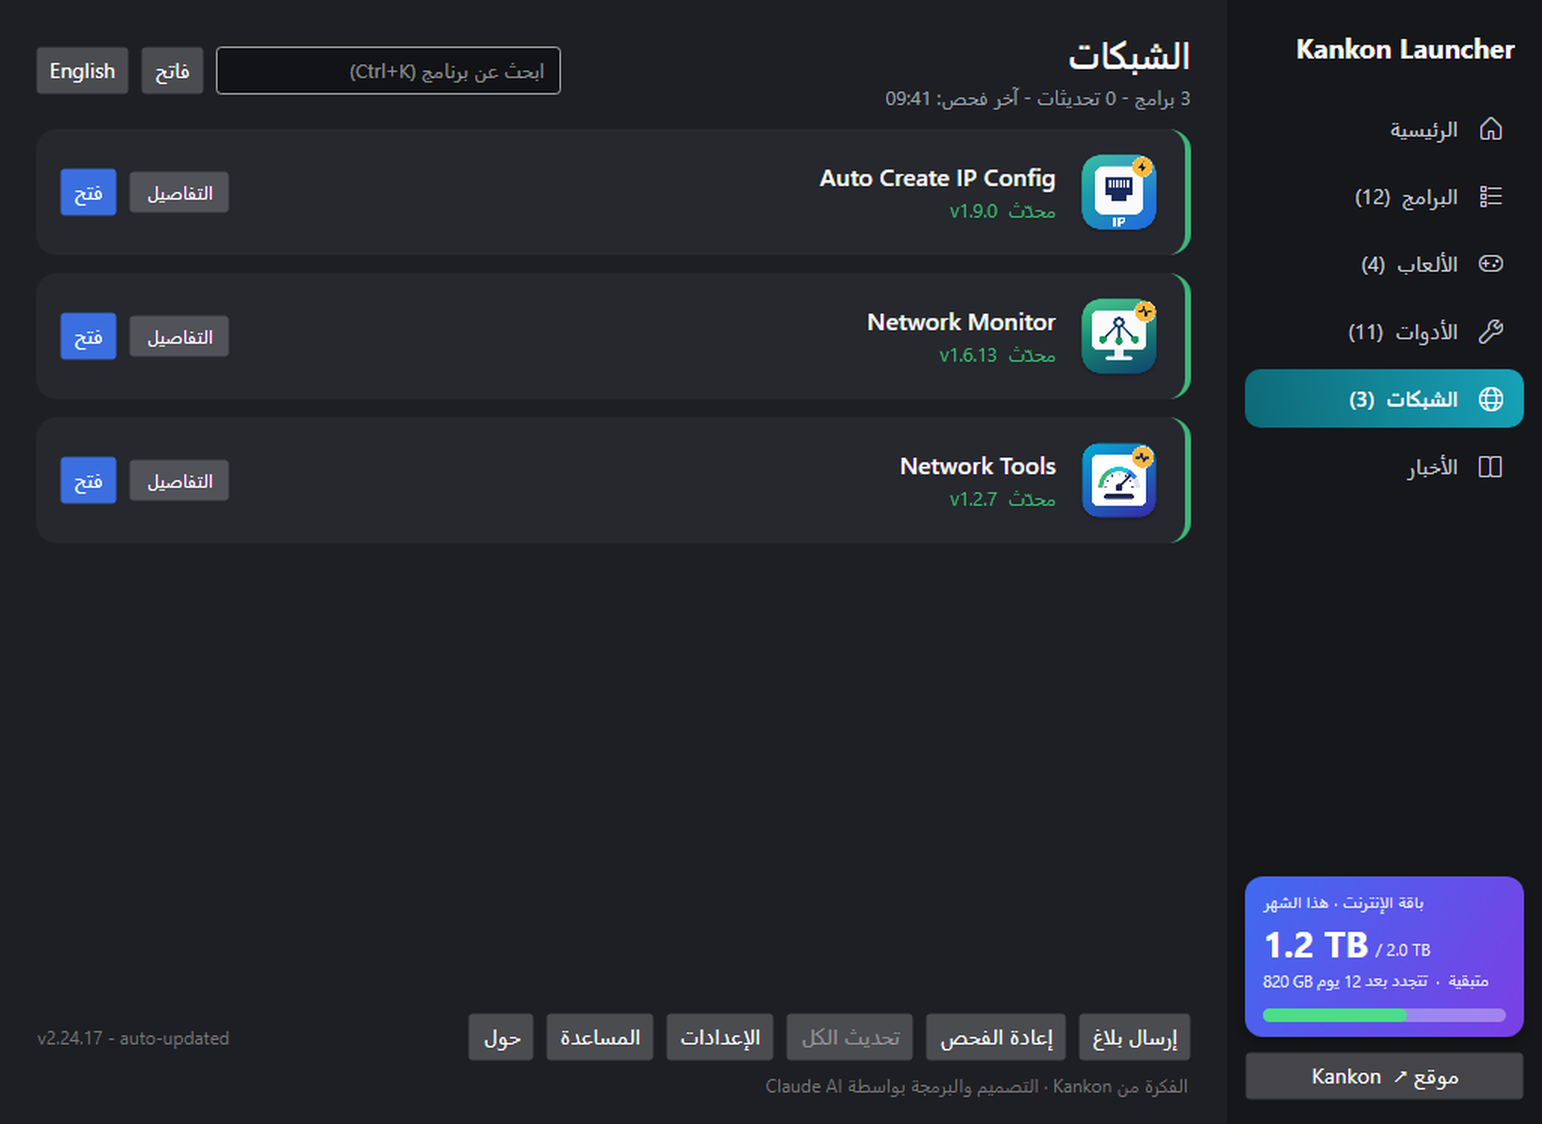 Kankon Launcher
الرئيسية
البرامج (12)
الألعاب (4)
الأدوات (11)
الشبكات (3)
الأخبار
باقة الإنترنت · هذا الشهر
1.2 TB / 2.0 TB
820 GB متبقية · تتجدد بعد 12 يوم
موقع Kankon ↗
الشبكات
3 برامج - 0 تحديثات - آخر فحص: 09:41
ابحث عن برنامج (Ctrl+K)
فاتح
English
Auto Create IP Config
محدّث v1.9.0
IP
التفاصيل
فتح
Network Monitor
محدّث v1.6.13
التفاصيل
فتح
Network Tools
محدّث v1.2.7
التفاصيل
فتح
إرسال بلاغ
إعادة الفحص
تحديث الكل
الإعدادات
المساعدة
حول
v2.24.17 - auto-updated
الفكرة من Kankon · التصميم والبرمجة بواسطة Claude AI